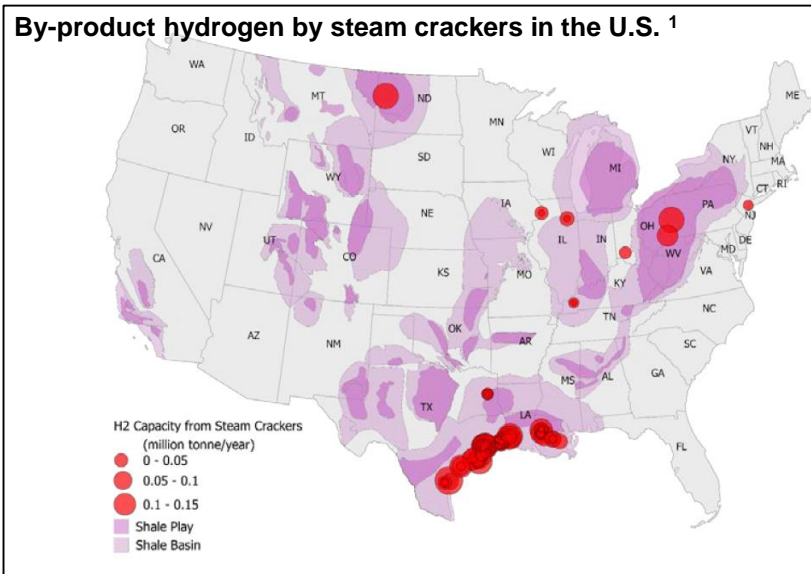 By-product hydrogen by steam crackers in the U.S. 1
WA
MT
ND
MN
ME
OR
ID
SD
WI
VT
NH
NY
MA
WY
MI
CT
RI
IA
PA
NE
NJ
NV
OH
IL
IN
MD
DE
UT
CO
WV
CA
KS
MO
VA
KY
NC
TN
OK
AZ
NM
AR
SC
MS
AL
GA
TX
LA
FL
H2 Capacity from Steam Crackers
(million tonne/year)
0 - 0.05
0.05 - 0.1
0.1 - 0.15
Shale Play
Shale Basin